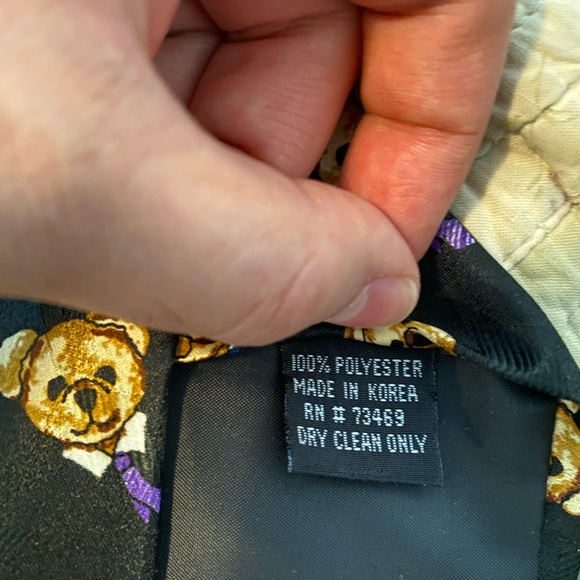 100% POLYESTER
MADE IN KOREA
RN # 73469
DRY CLEAN ONLY